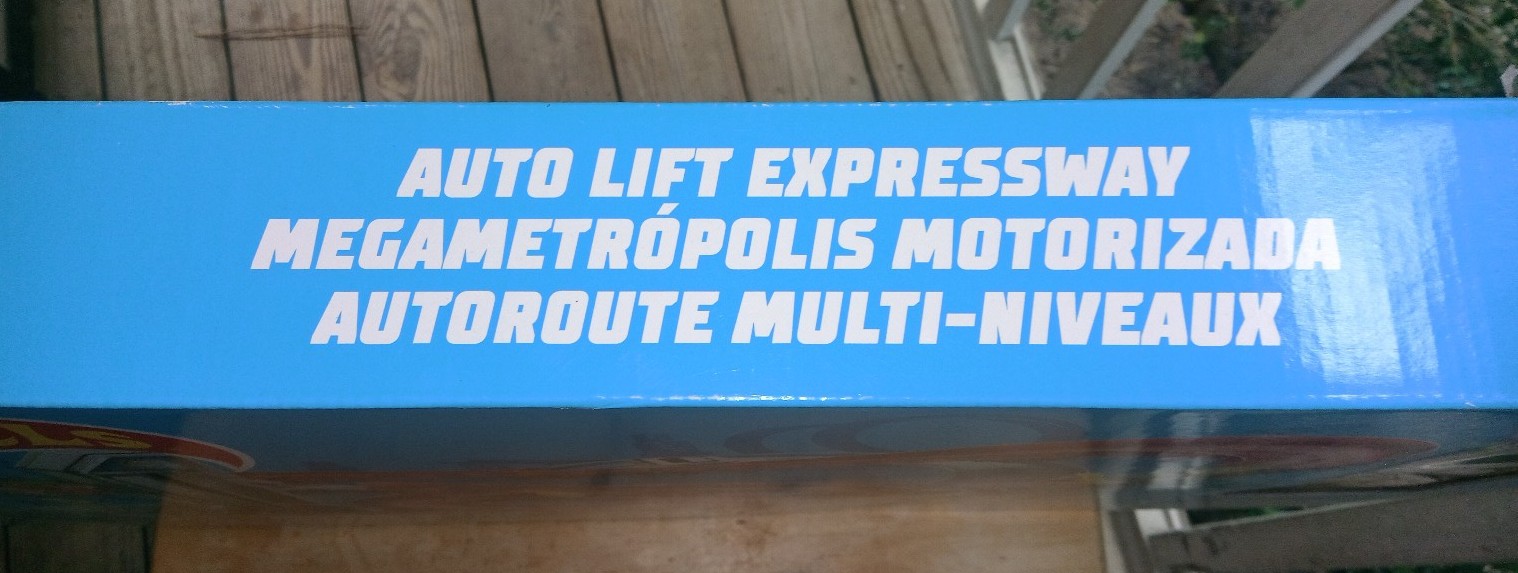 AUTO LIFT EXPRESSWAY
MEGAMETRÓPOLIS MOTORIZADA
AUTOROUTE MULTI-NIVEAUX